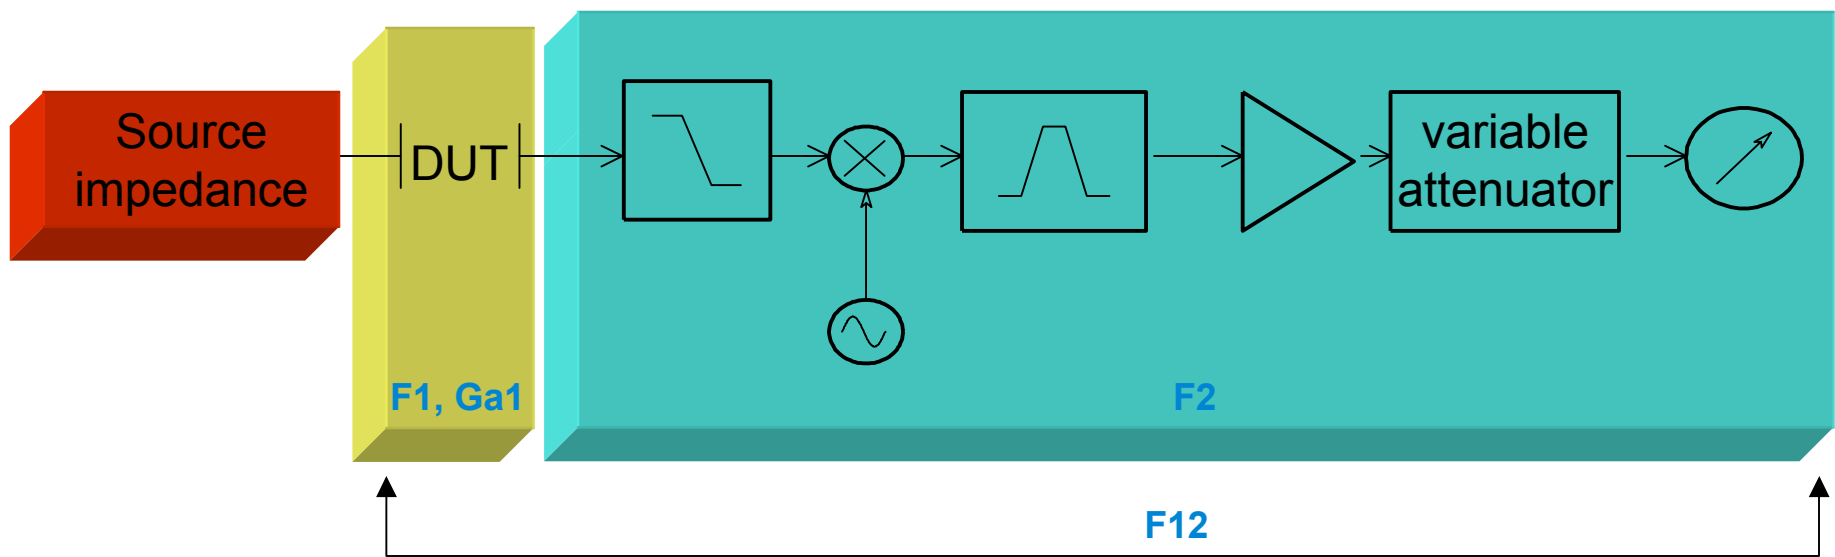 Source
impedance
DUT
variable
attenuator
F1, Ga1
F2
F12